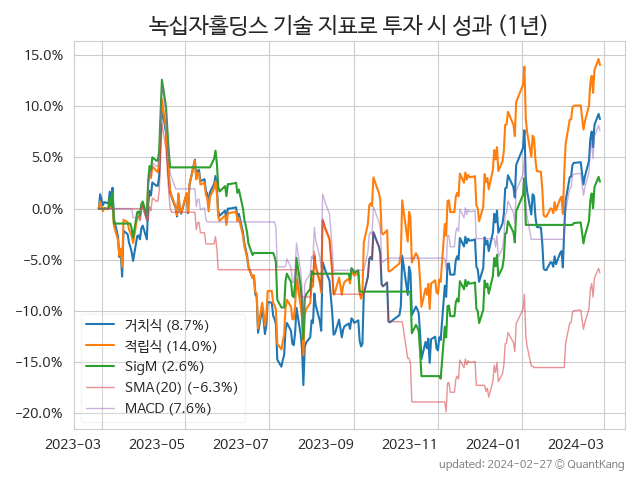 녹십자홀딩스 기술 지표로 투자 시 성과 (1년)
15.0%
10.0%
5.0%
0.0%
−5.0%
−10.0%
−15.0%
−20.0%
거치식 (8.7%)
적립식 (14.0%)
SigM (2.6%)
SMA(20) (−6.3%)
MACD (7.6%)
2023-03 2023-05 2023-07 2023-09 2023-11 2024-01 2024-03
updated: 2024-02-27 © QuantKang